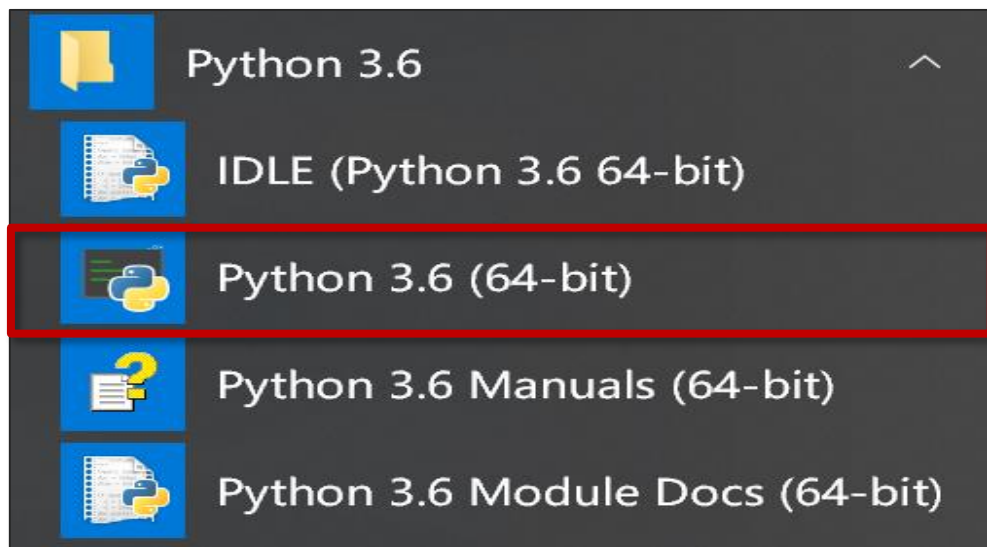 Python 3.6
IDLE (Python 3.6 64-bit)
Python 3.6 (64-bit)
Python 3.6 Manuals (64-bit)
Python 3.6 Module Docs (64-bit)